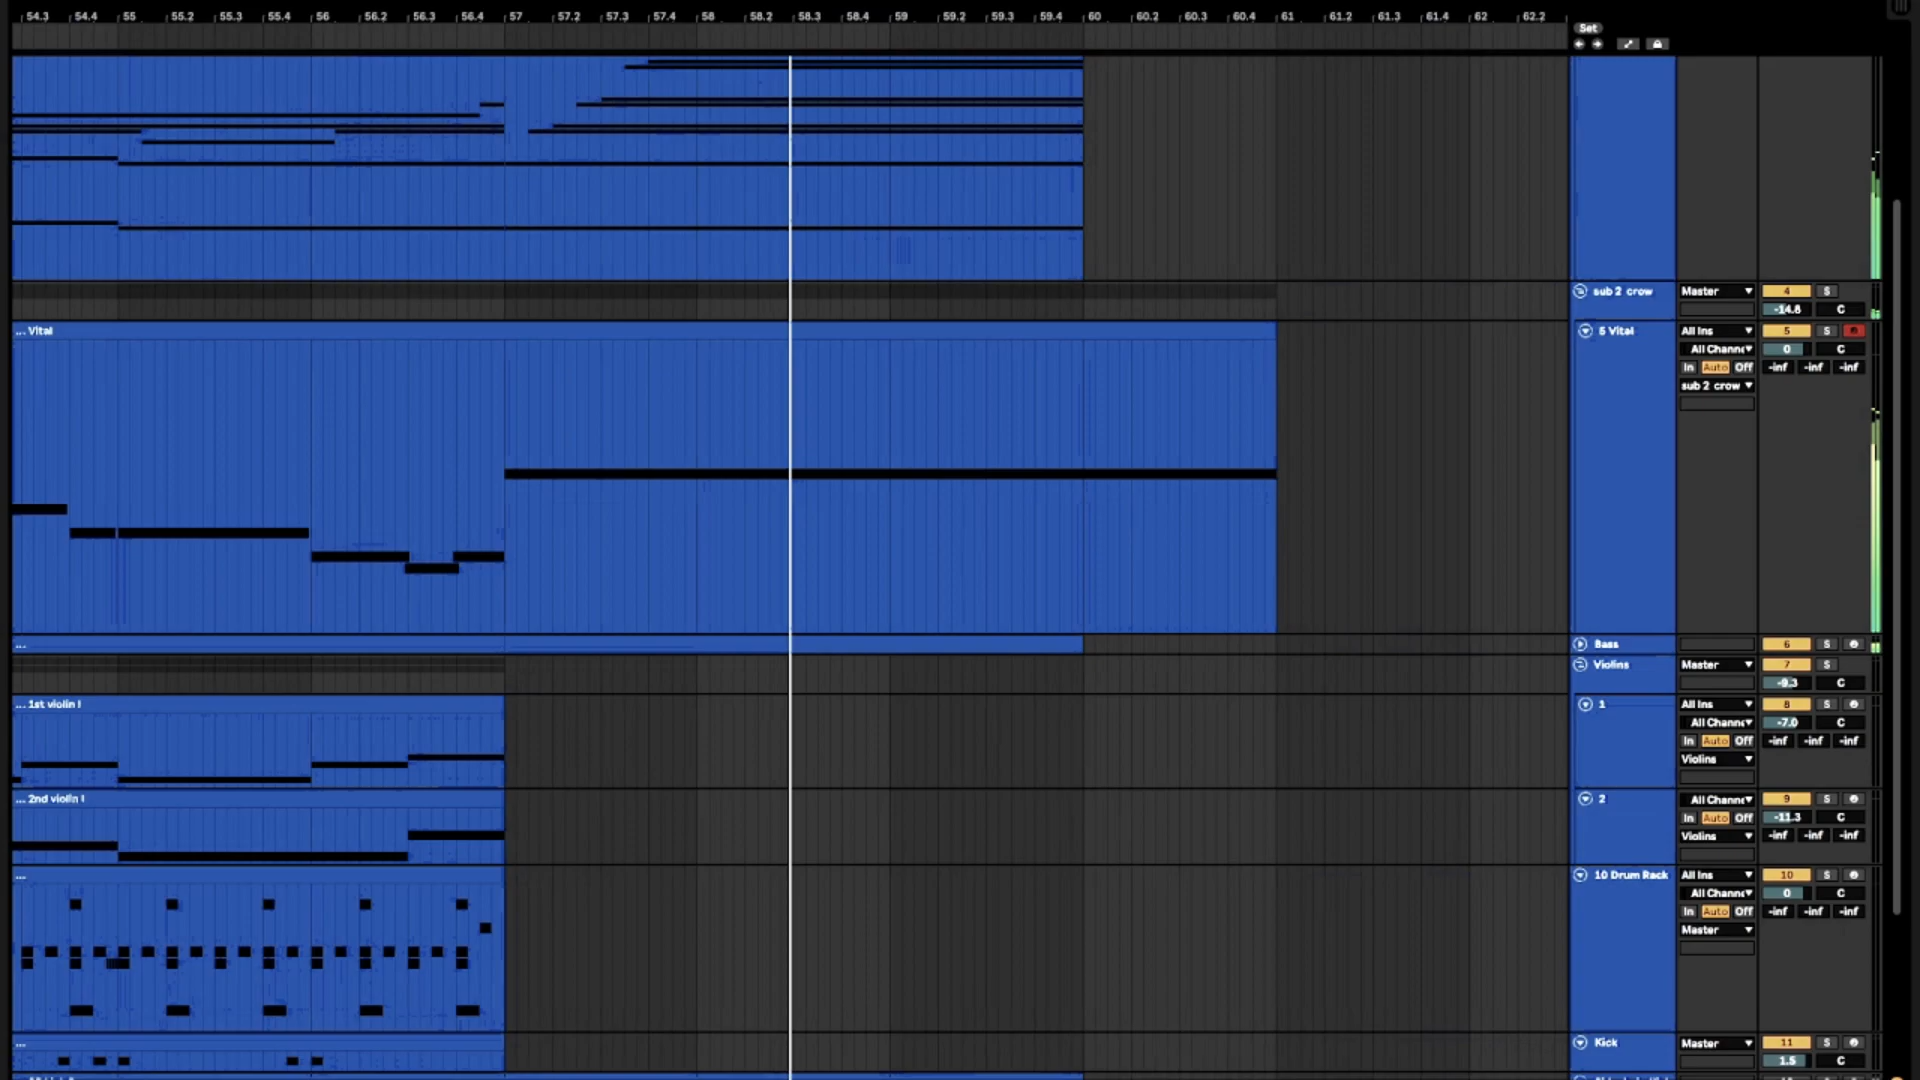 54.3 54.4 55 55.2 55.3 55.4 56 56.2 56.3 56.4 57 57.2 57.3 57.4 58 58.2 58.3 58.4 59 59.2 59.3 59.4 60 60.2 60.3 60.4 61 61.2 61.3 61.4 62 62.2
Set
sub 2 crow Master 4 S
-14.8 C
... Vital 5 Vital All Ins 5 S
All Channe 0 C
In Auto Off -inf -inf -inf
sub 2 crow
... Bass 6 S
Violins Master 7 S
-9.3 C
... 1st violin I 1 All Ins 8 S
All Channe -7.0 C
In Auto Off -inf -inf -inf
Violins
... 2nd violin I 2 All Channe 9 S
In Auto Off -11.3 C
Violins -inf -inf -inf
... 10 Drum Rack All Ins 10 S
All Channe 0 C
In Auto Off -inf -inf -inf
Master
... Kick Master 11 S
1.5 C